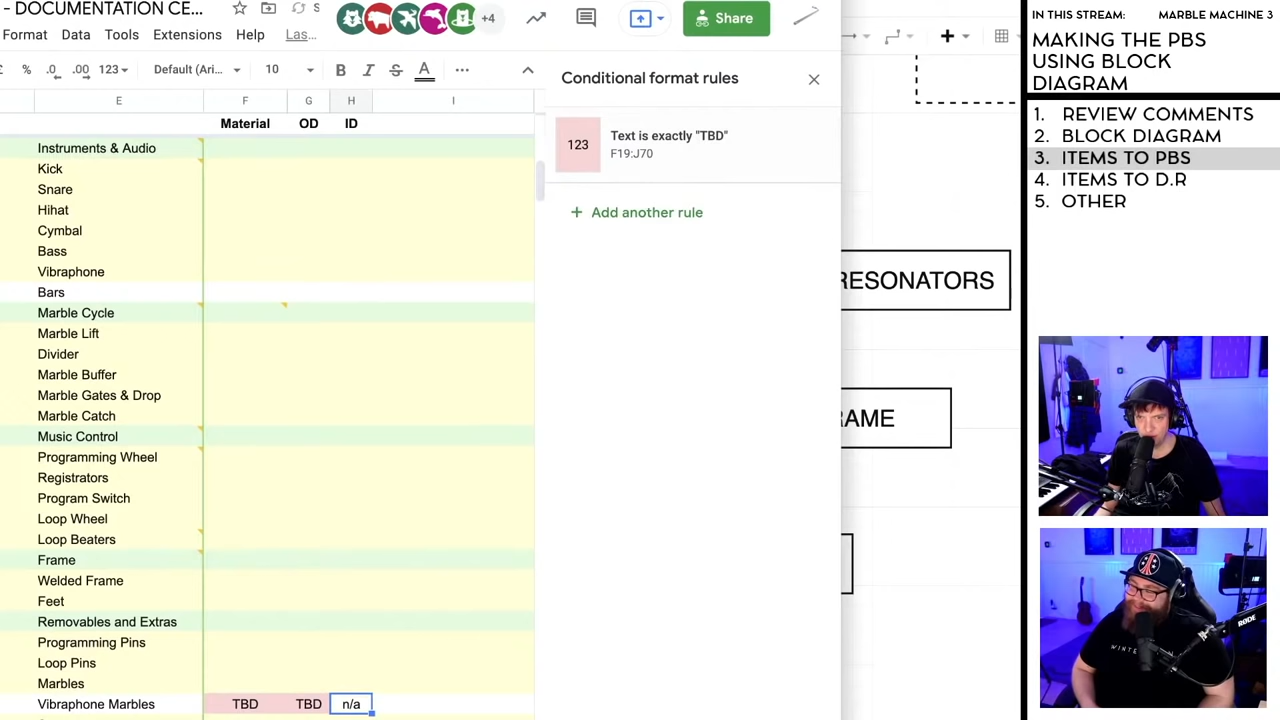 - DOCUMENTATION CE...
S
+4
Share
Format Data Tools Extensions Help Las...
% .0 .00 123 Default (Ari... 10 B I S A ...
E F G H I
Material OD ID
Instruments & Audio
Kick
Snare
Hihat
Cymbal
Bass
Vibraphone
Bars
Marble Cycle
Marble Lift
Divider
Marble Buffer
Marble Gates & Drop
Marble Catch
Music Control
Programming Wheel
Registrators
Program Switch
Loop Wheel
Loop Beaters
Frame
Welded Frame
Feet
Removables and Extras
Programming Pins
Loop Pins
Marbles
Vibraphone Marbles TBD TBD n/a
Conditional format rules
123
Text is exactly "TBD"
F19:J70
+ Add another rule
RESONATORS
RAME
IN THIS STREAM: MARBLE MACHINE 3
MAKING THE PBS
USING BLOCK
DIAGRAM
1. REVIEW COMMENTS
2. BLOCK DIAGRAM
3. ITEMS TO PBS
4. ITEMS TO D.R
5. OTHER
RØDE